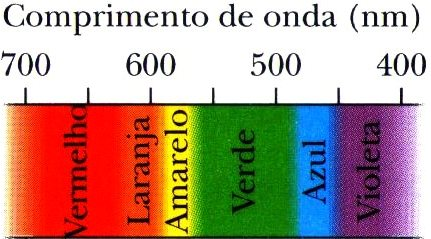 Comprimento de onda (nm)
700 600 500 400
Vermelho
Laranja
Amarelo
Verde
Azul
Violeta